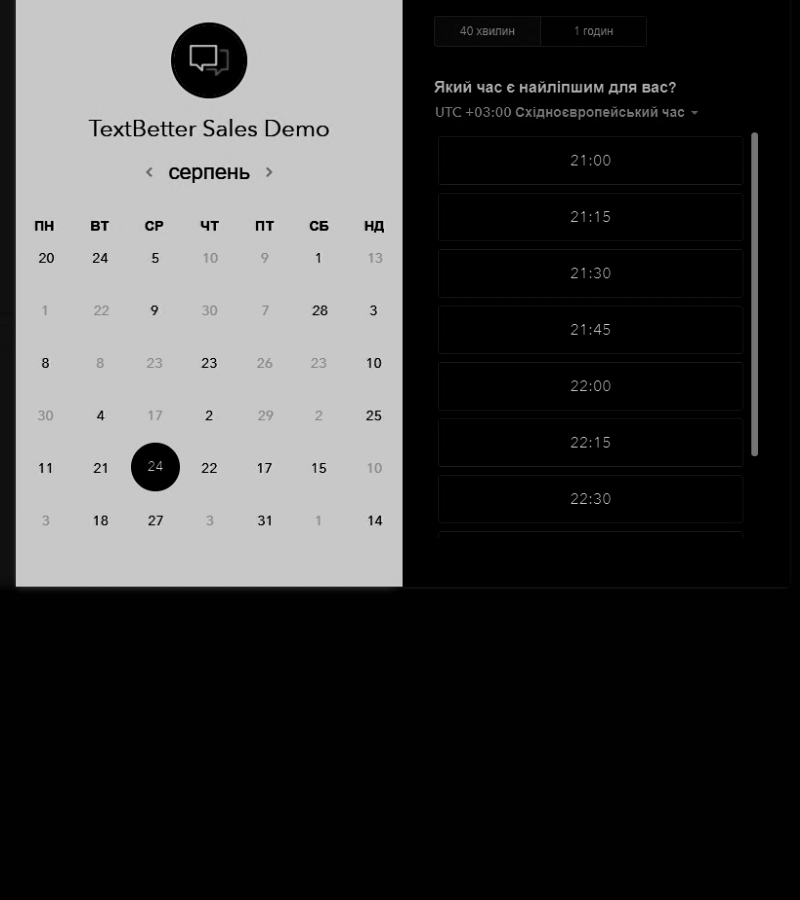 TextBetter Sales Demo
серпень
ПН ВТ СР ЧТ ПТ СБ НД
20 24 5 10 9 1 13
1 22 9 30 7 28 3
8 8 23 23 26 23 10
30 4 17 2 29 2 25
11 21 24 22 17 15 10
3 18 27 3 31 1 14
40 хвилин 1 годин
Який час є найліпшим для вас?
UTC +03:00 Східноєвропейський час
21:00
21:15
21:30
21:45
22:00
22:15
22:30